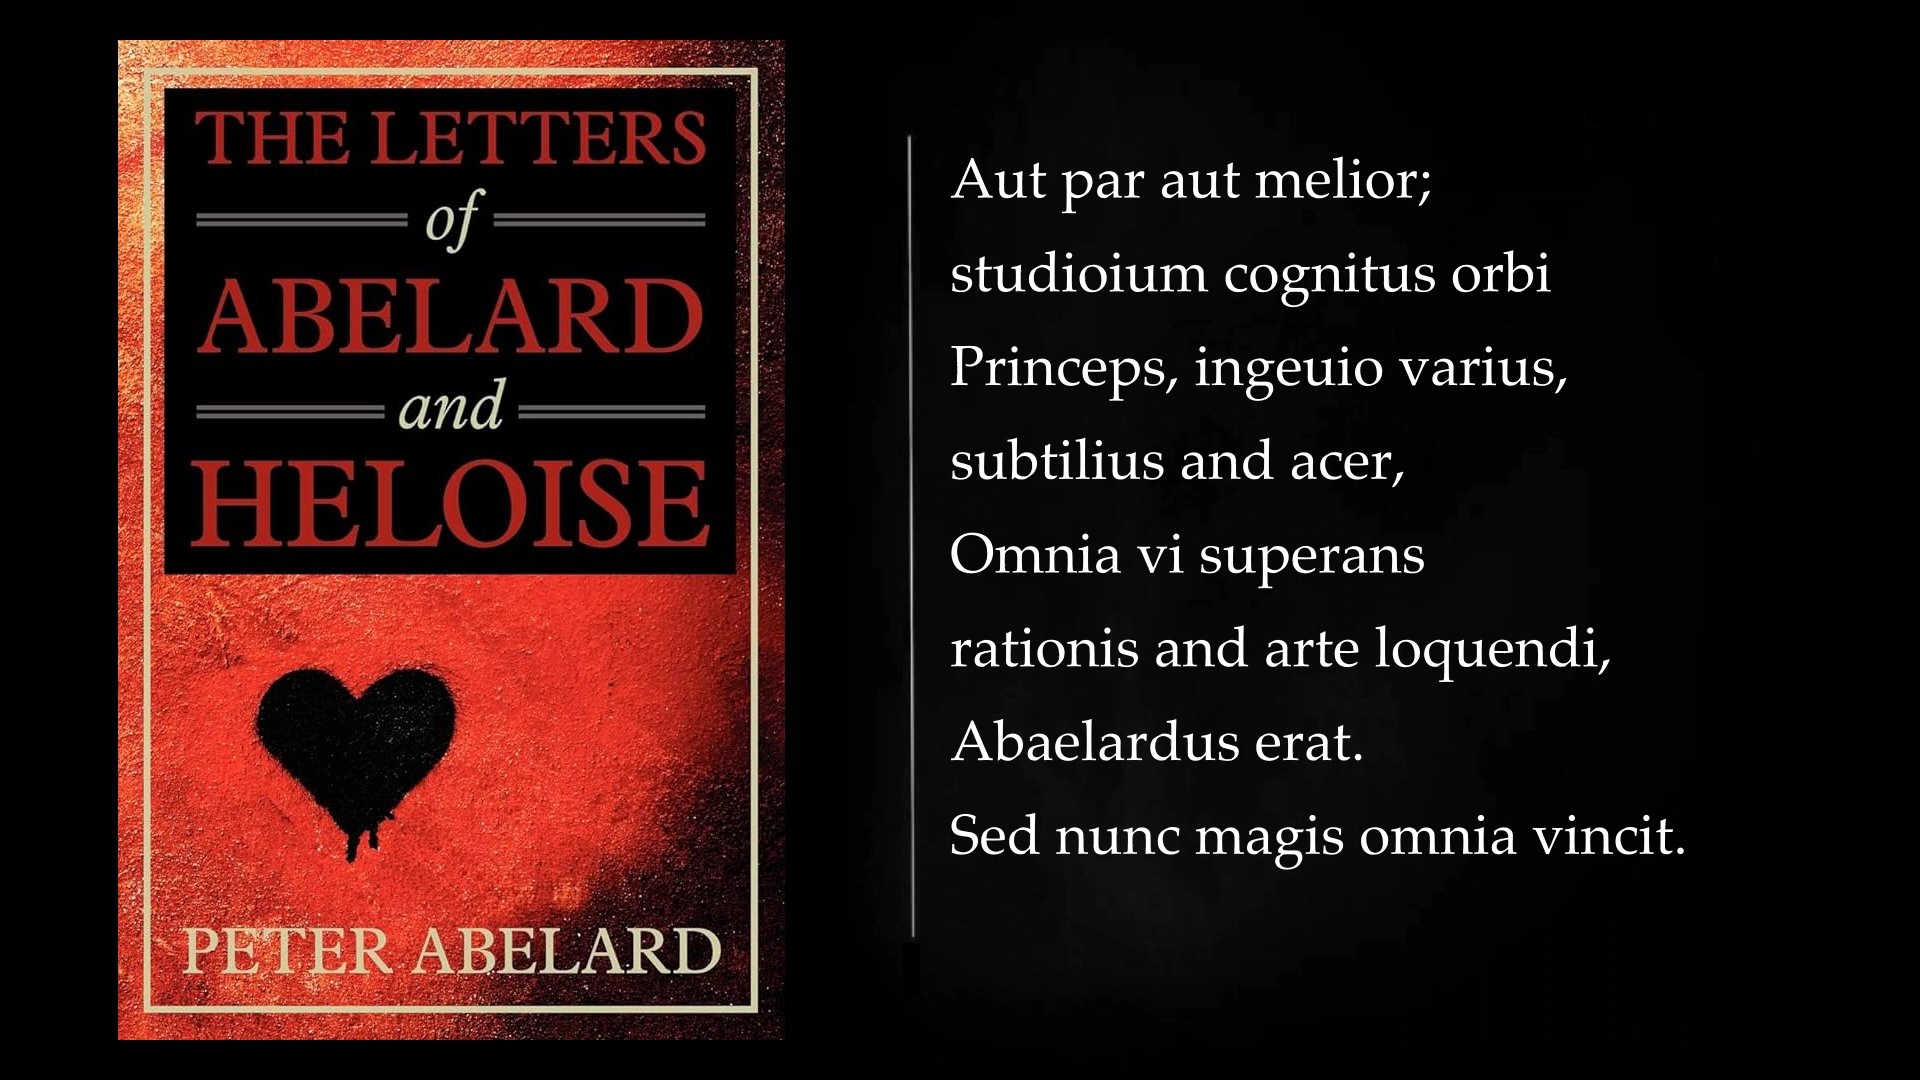 THE LETTERS
of
ABELARD
and
HELOISE
PETER ABELARD
Aut par aut melior;
studioium cognitus orbi
Princeps, ingeuio varius,
subtilius and acer,
Omnia vi superans
rationis and arte loquendi,
Abaelardus erat.
Sed nunc magis omnia vincit.